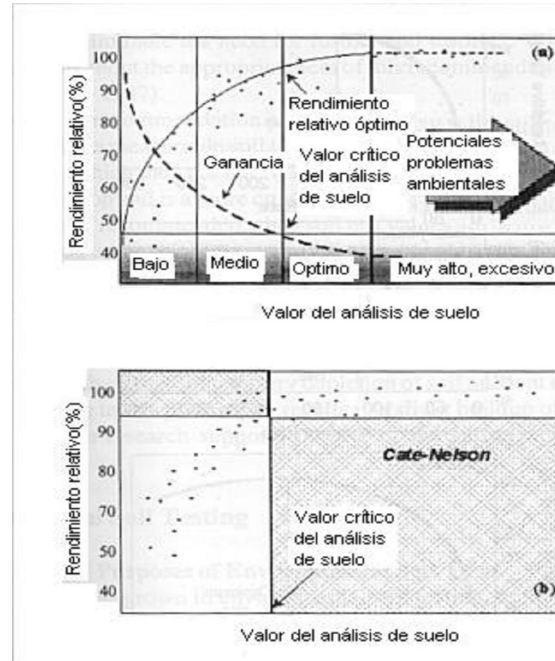 100
90
80
70
60
50
40
Rendimiento relativo(%)
(a)
Rendimiento
relativo óptimo
Ganancia
Valor crítico
del análisis
de suelo
Potenciales
problemas
ambientales
Bajo
Medio
Optimo
Muy alto, excesivo
Valor del análisis de suelo
100
90
80
70
60
50
40
Rendimiento relativo(%)
Cate-Nelson
Valor crítico
del análisis
de suelo
(b)
Valor del análisis de suelo